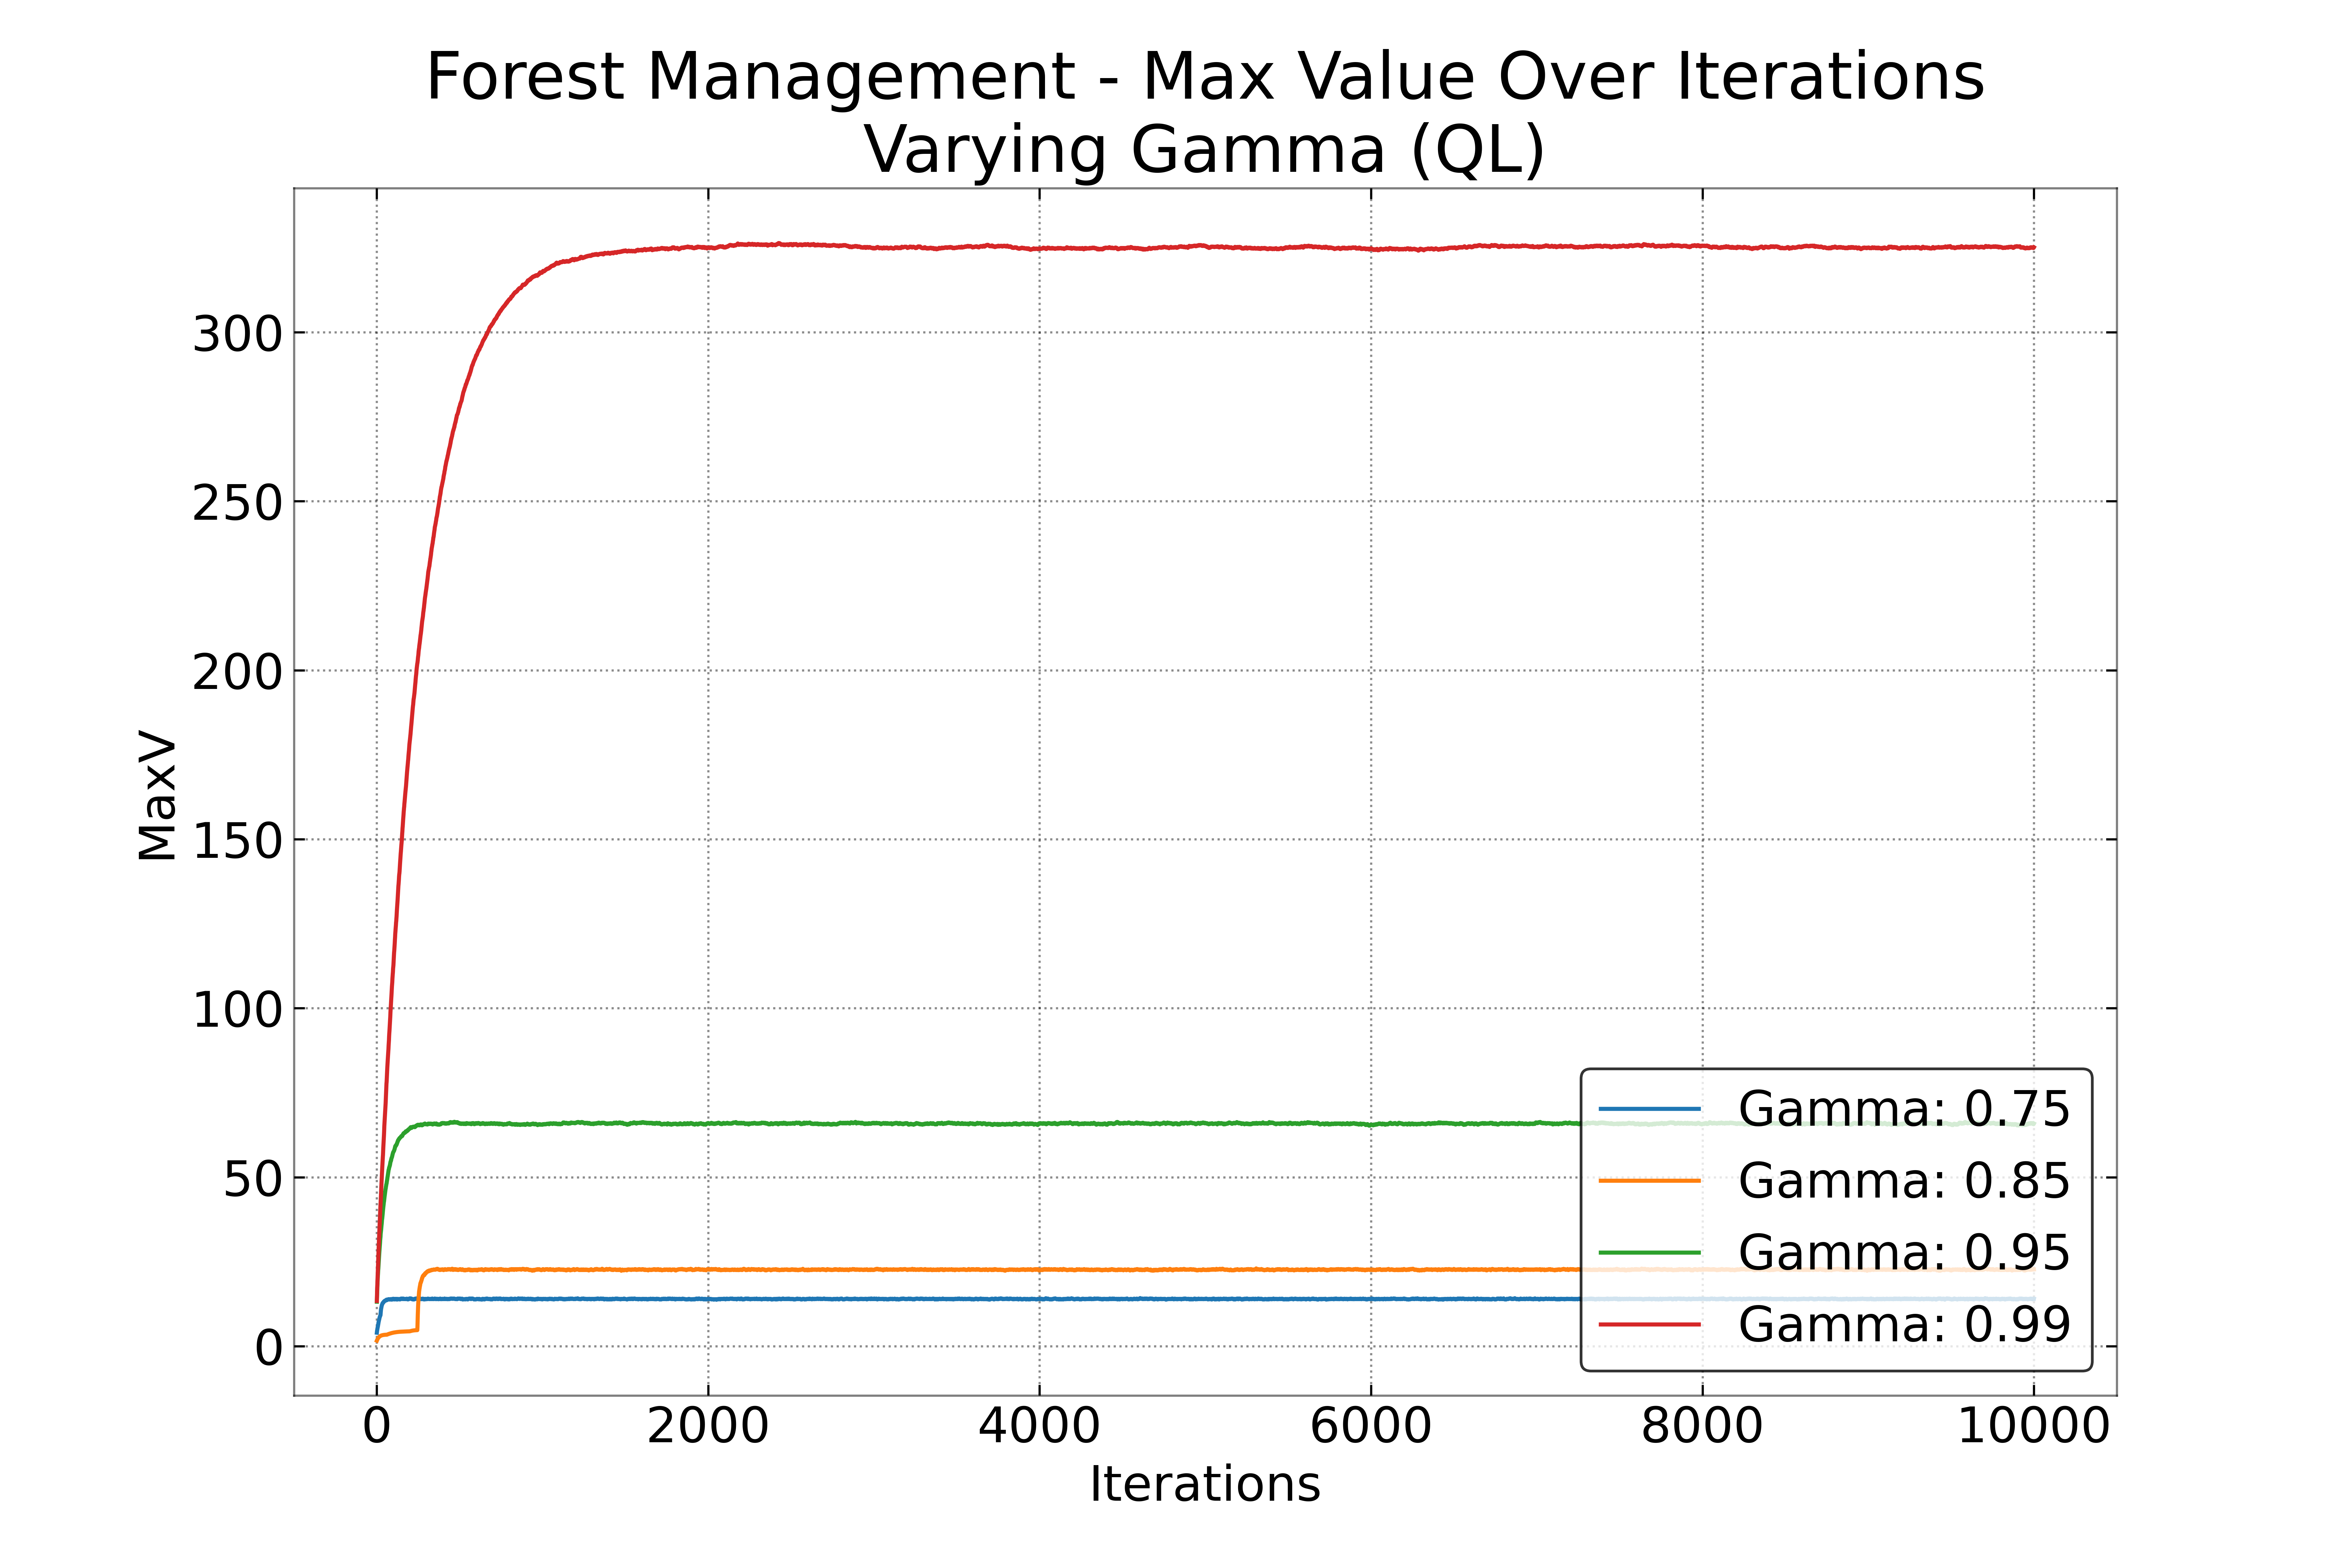 Forest Management - Max Value Over Iterations
Varying Gamma (QL)
MaxV
300
250
200
150
100
50
0
Gamma: 0.75
Gamma: 0.85
Gamma: 0.95
Gamma: 0.99
0 2000 4000 6000 8000 10000
Iterations